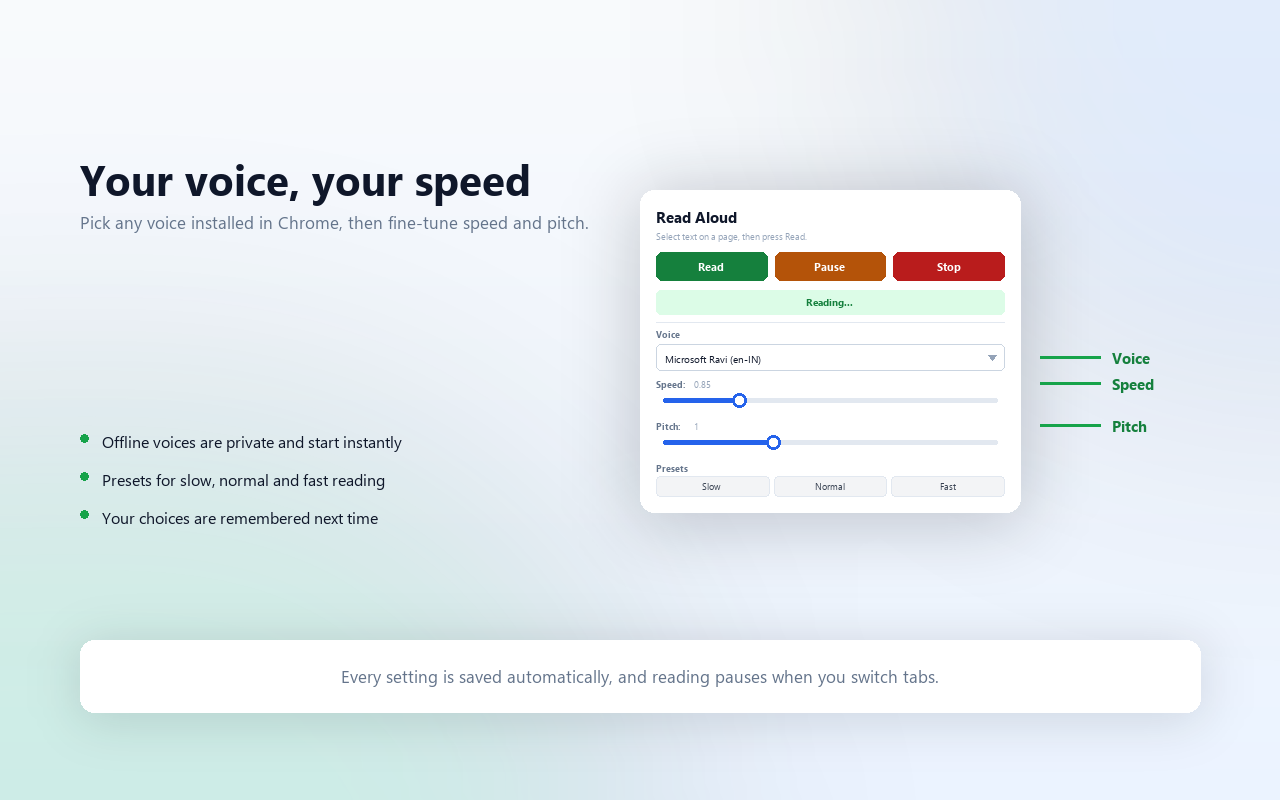 Your voice, your speed
Pick any voice installed in Chrome, then fine-tune speed and pitch.
Offline voices are private and start instantly
Presets for slow, normal and fast reading
Your choices are remembered next time
Read Aloud
Select text on a page, then press Read.
Read Pause Stop
Reading...
Voice
Microsoft Ravi (en-IN)
Speed: 0.85
Pitch: 1
Presets
Slow Normal Fast
Voice
Speed
Pitch
Every setting is saved automatically, and reading pauses when you switch tabs.